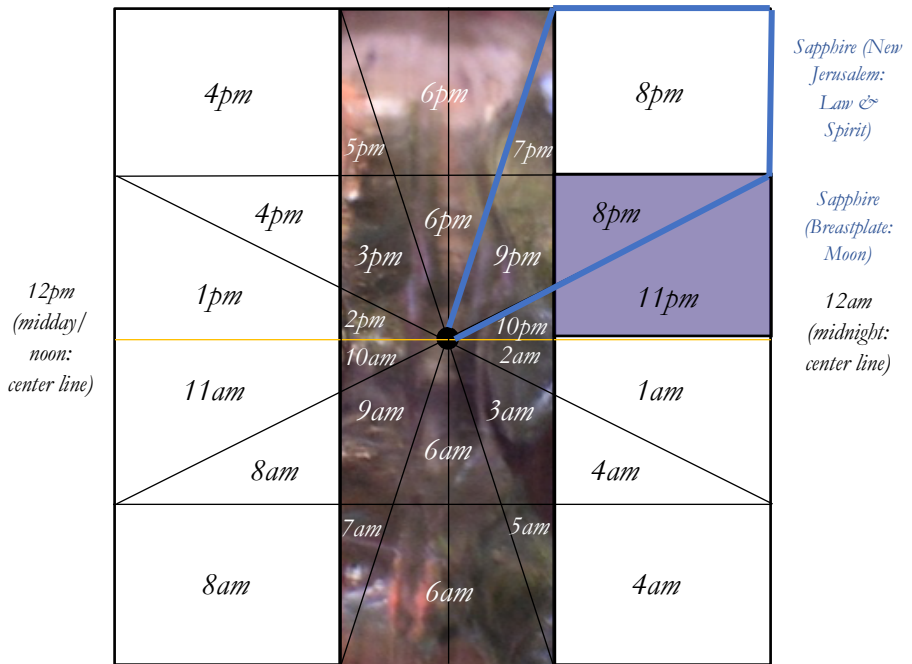 4pm
6pm
8pm
Sapphire (New
Jerusalem:
Law &
Spirit)
5pm
7pm
4pm
6pm
8pm
Sapphire
(Breastplate:
Moon)
3pm
9pm
12pm
(midday/
noon:
center line)
1pm
11pm
12am
(midnight:
center line)
2pm
10pm
10am
2am
11am
1am
9am
3am
6am
8am
4am
7am
5am
8am
6am
4am